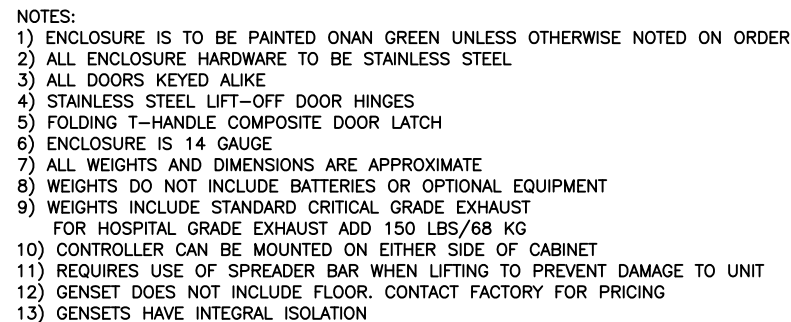 NOTES:
1) ENCLOSURE IS TO BE PAINTED ONAN GREEN UNLESS OTHERWISE NOTED ON ORDER
2) ALL ENCLOSURE HARDWARE TO BE STAINLESS STEEL
3) ALL DOORS KEYED ALIKE
4) STAINLESS STEEL LIFT-OFF DOOR HINGES
5) FOLDING T-HANDLE COMPOSITE DOOR LATCH
6) ENCLOSURE IS 14 GAUGE
7) ALL WEIGHTS AND DIMENSIONS ARE APPROXIMATE
8) WEIGHTS DO NOT INCLUDE BATTERIES OR OPTIONAL EQUIPMENT
9) WEIGHTS INCLUDE STANDARD CRITICAL GRADE EXHAUST
FOR HOSPITAL GRADE EXHAUST ADD 150 LBS/68 KG
10) CONTROLLER CAN BE MOUNTED ON EITHER SIDE OF CABINET
11) REQUIRES USE OF SPREADER BAR WHEN LIFTING TO PREVENT DAMAGE TO UNIT
12) GENSET DOES NOT INCLUDE FLOOR. CONTACT FACTORY FOR PRICING
13) GENSETS HAVE INTEGRAL ISOLATION